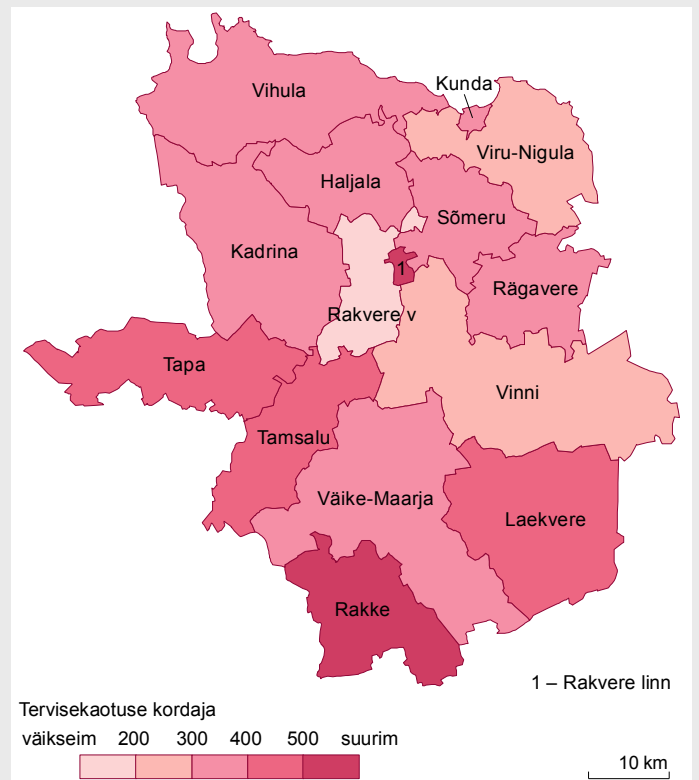 Kunda
Vihula
Viru-Nigula
Haljala
Sõmeru
Kadrina
1
Rägavere
Rakvere v
Tapa
Vinni
Tamsalu
Väike-Maarja
Laekvere
Rakke
1 – Rakvere linn
Tervisekaotuse kordaja
väikseim 200 300 400 500 suurim
10 km